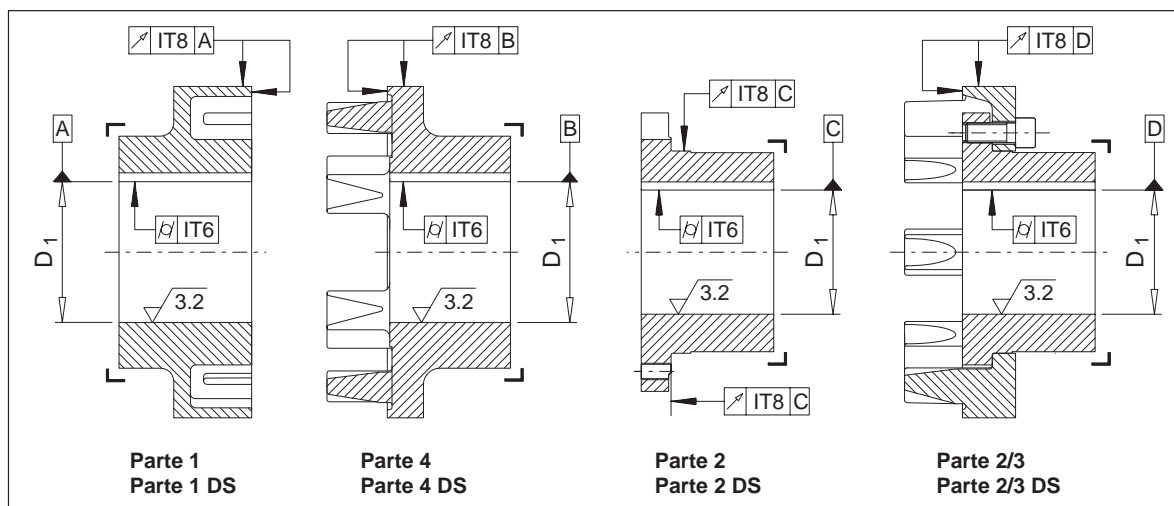 ↗ IT8 A
↗ IT8 B
↗ IT8 D
↗ IT8 C
A
B
C
D
⌭ IT6
⌭ IT6
⌭ IT6
⌭ IT6
D1
D1
D1
D1
3.2
3.2
3.2
3.2
↗ IT8 C
Parte 1
Parte 1 DS
Parte 4
Parte 4 DS
Parte 2
Parte 2 DS
Parte 2/3
Parte 2/3 DS